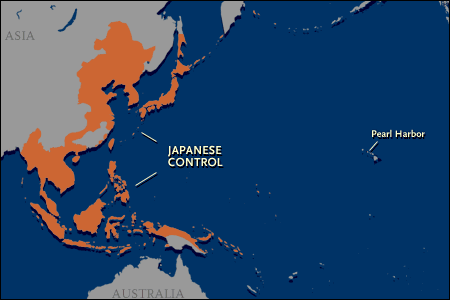 ASIA
Pearl Harbor
JAPANESE
CONTROL
AUSTRALIA